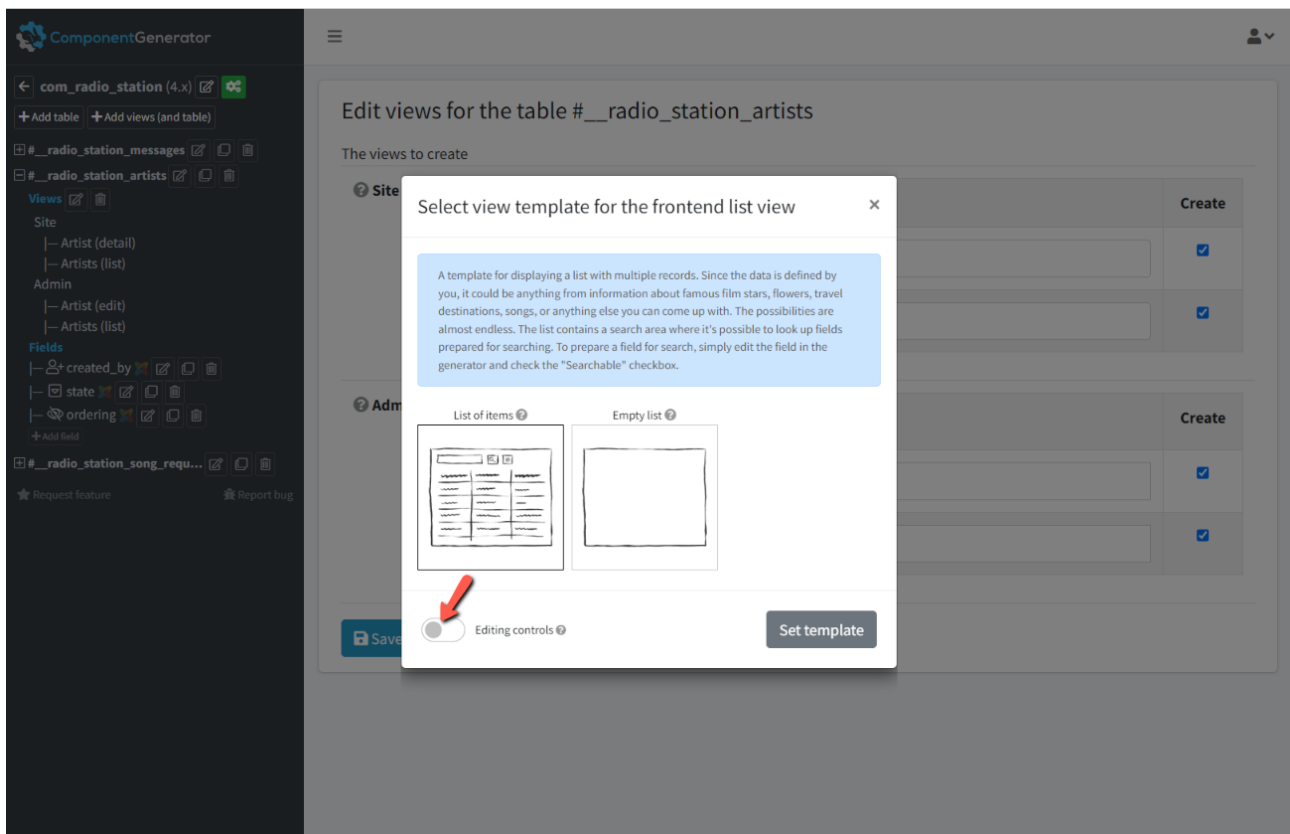 ComponentGenerator
com_radio_station (4.x)
Add table
Add views (and table)
#__radio_station_messages
#__radio_station_artists
Views
Site
Artist (detail)
Artists (list)
Admin
Artist (edit)
Artists (list)
Fields
created_by
state
ordering
Add field
#__radio_station_song_requ...
Request feature
Report bug
Edit views for the table #__radio_station_artists
The views to create
Site
Create
Adm
Create
Save
Select view template for the frontend list view
×
A template for displaying a list with multiple records. Since the data is defined by
you, it could be anything from information about famous film stars, flowers, travel
destinations, songs, or anything else you can come up with. The possibilities are
almost endless. The list contains a search area where it's possible to look up fields
prepared for searching. To prepare a field for search, simply edit the field in the
generator and check the "Searchable" checkbox.
List of items
Empty list
Editing controls
Set template